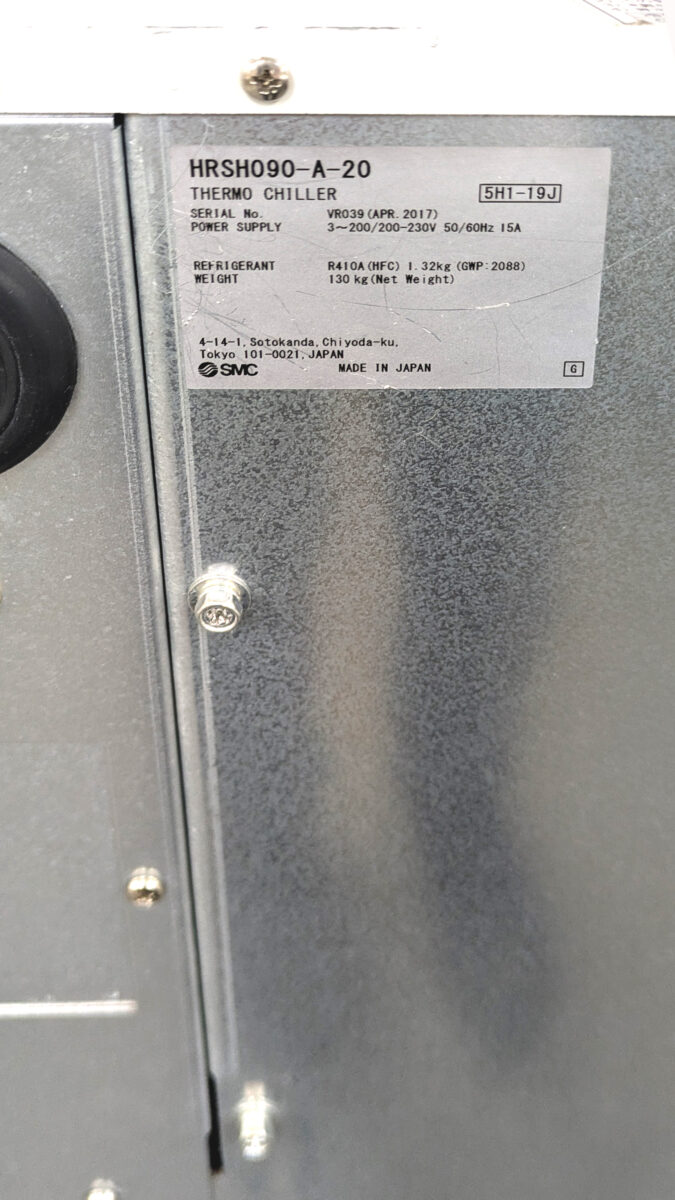 HRSH090-A-20
THERMO CHILLER 5H1-19J
SERIAL No. VR039 (APR. 2017)
POWER SUPPLY 3～200/200-230V 50/60Hz 15A
REFRIGERANT R410A (HFC) 1.32kg (GWP:2088)
WEIGHT 130 kg (Net Weight)
4-14-1, Sotokanda, Chiyoda-ku,
Tokyo 101-0021, JAPAN
SMC MADE IN JAPAN G